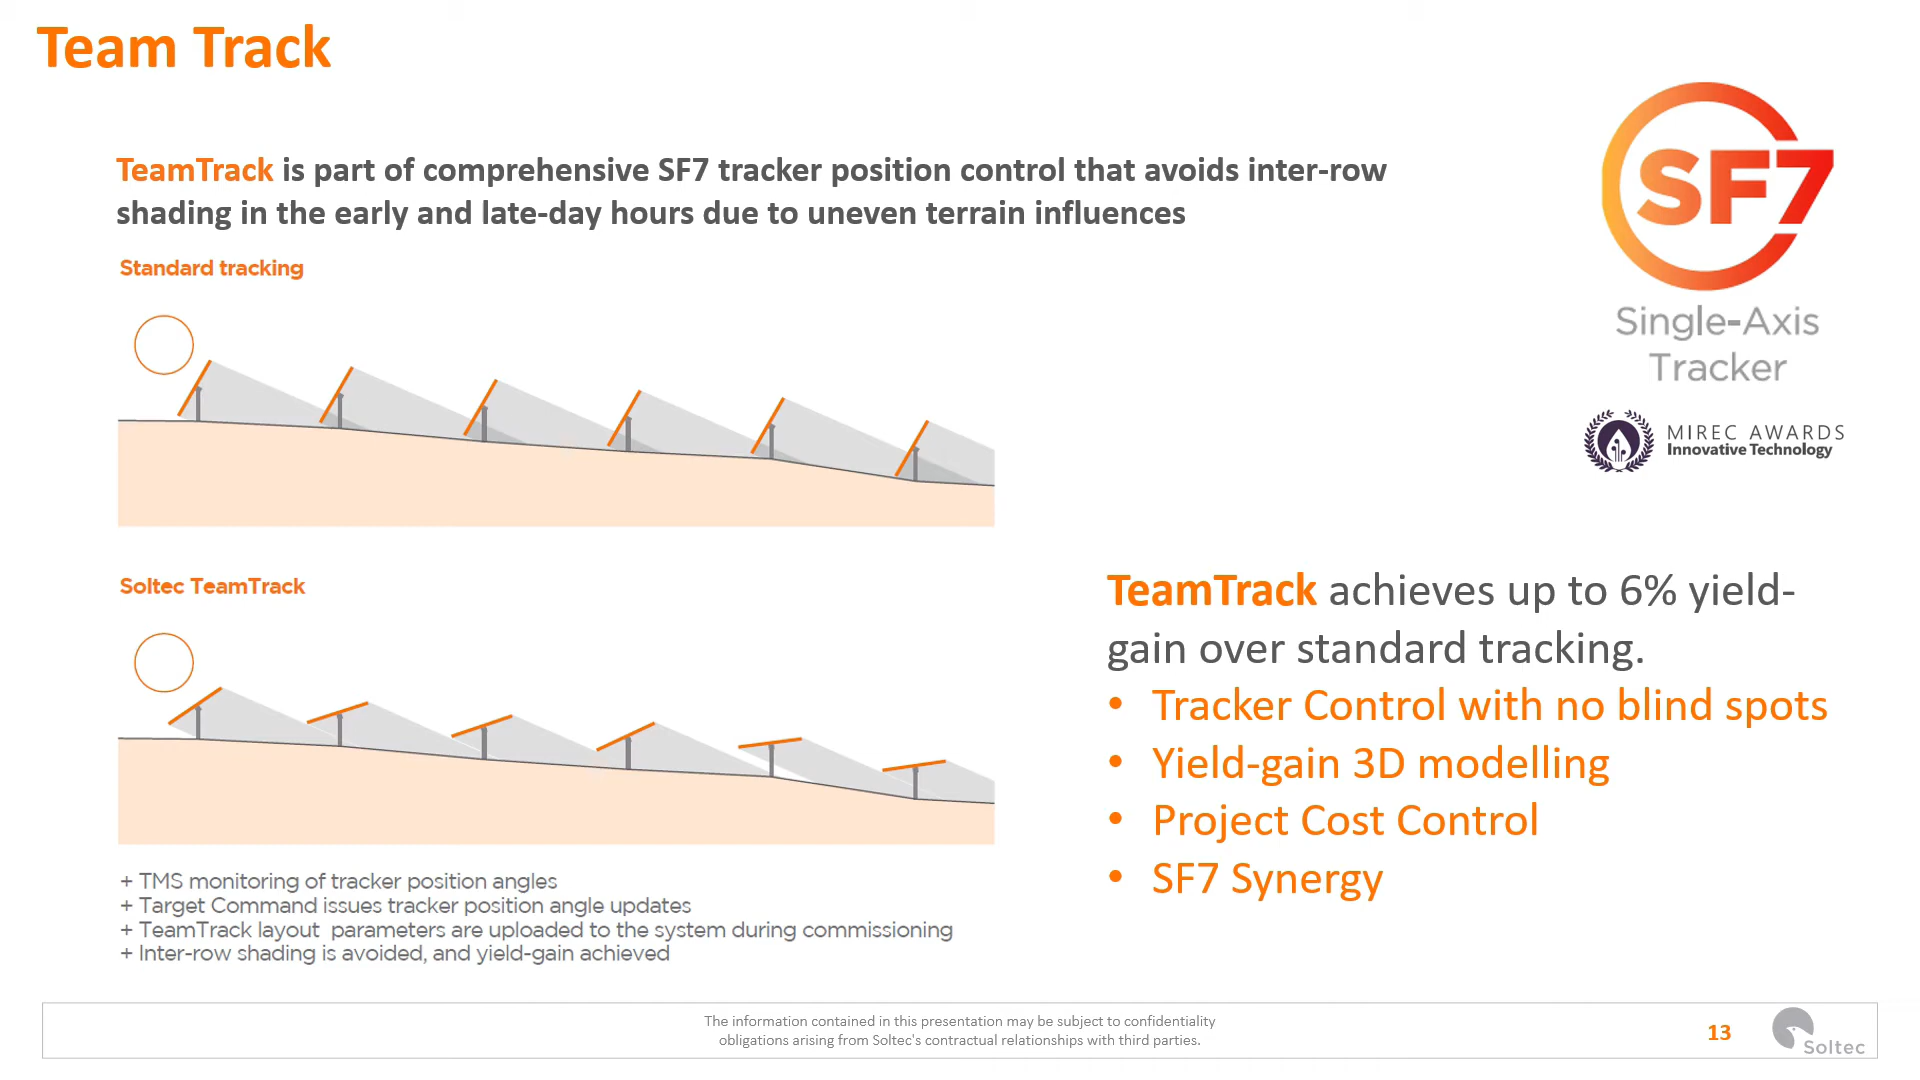 Team Track
TeamTrack is part of comprehensive SF7 tracker position control that avoids inter-row
shading in the early and late-day hours due to uneven terrain influences
Standard tracking
SF7
Single-Axis
Tracker
MIREC AWARDS
Innovative Technology
Soltec TeamTrack
TeamTrack achieves up to 6% yield-
gain over standard tracking.
• Tracker Control with no blind spots
• Yield-gain 3D modelling
• Project Cost Control
• SF7 Synergy
+ TMS monitoring of tracker position angles
+ Target Command issues tracker position angle updates
+ TeamTrack layout parameters are uploaded to the system during commissioning
+ Inter-row shading is avoided, and yield-gain achieved
The information contained in this presentation may be subject to confidentiality
obligations arising from Soltec's contractual relationships with third parties.
13
Soltec